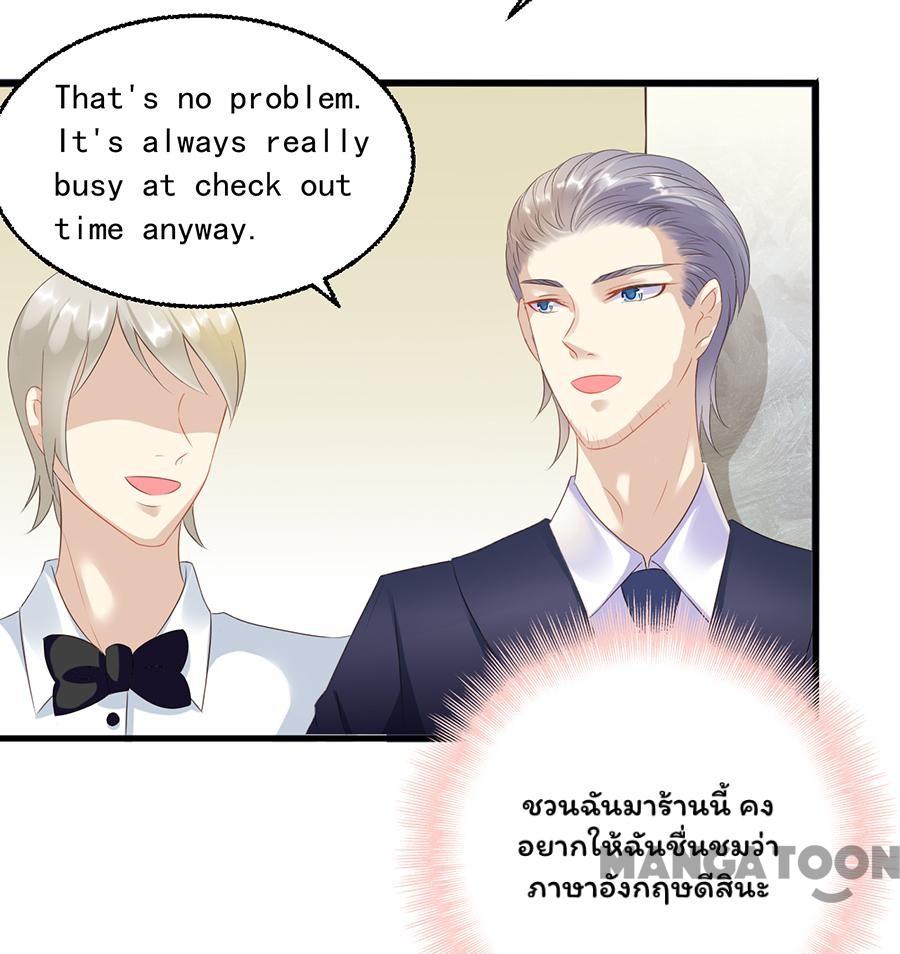 That's no problem.
It's always really
busy at check out
time anyway.
ชวนฉันมาร้านนี้ คง
อยากให้ฉันชื่นชมว่า
ภาษาอังกฤษดีสินะ
MANGATOON